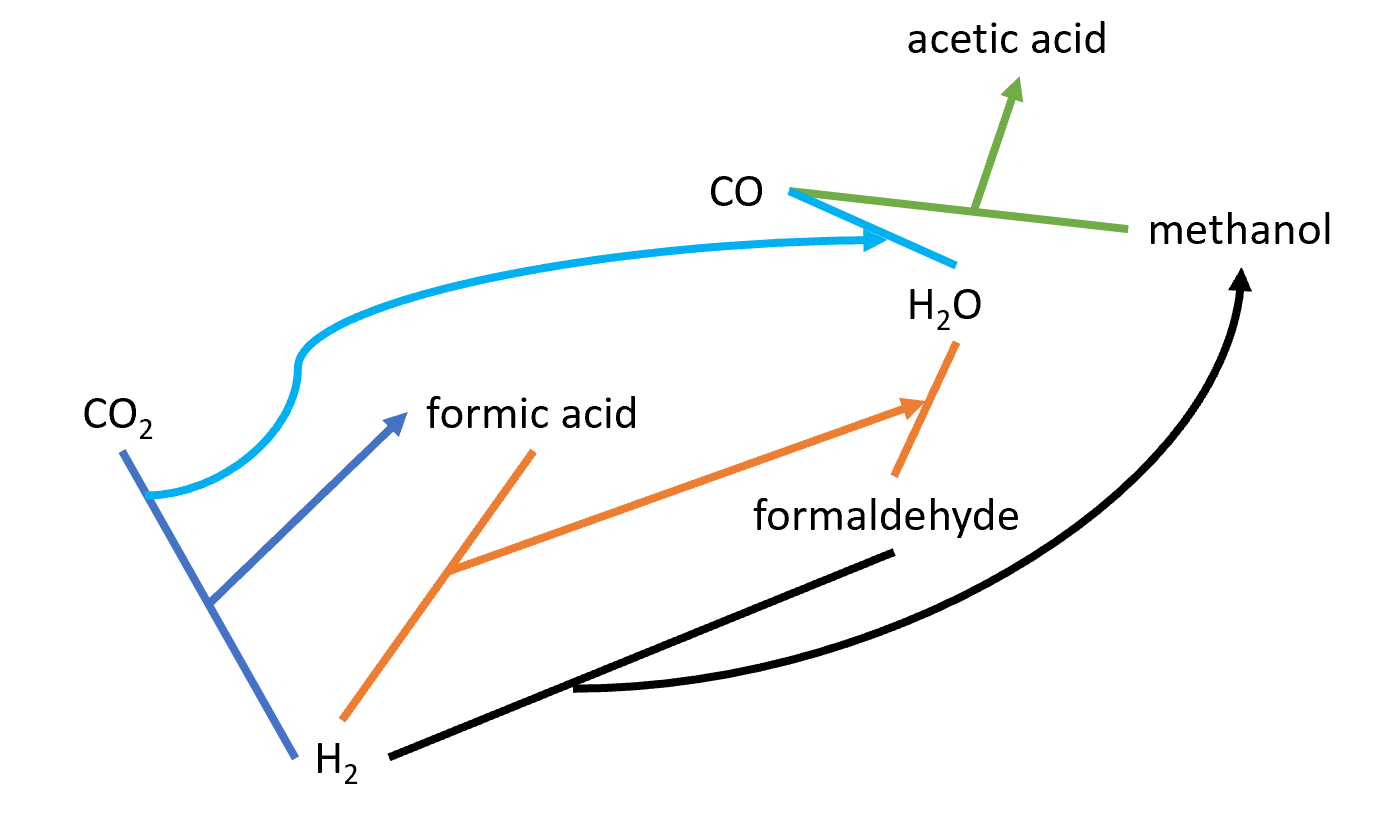 acetic acid
CO
methanol
H₂O
CO₂
formic acid
formaldehyde
H₂